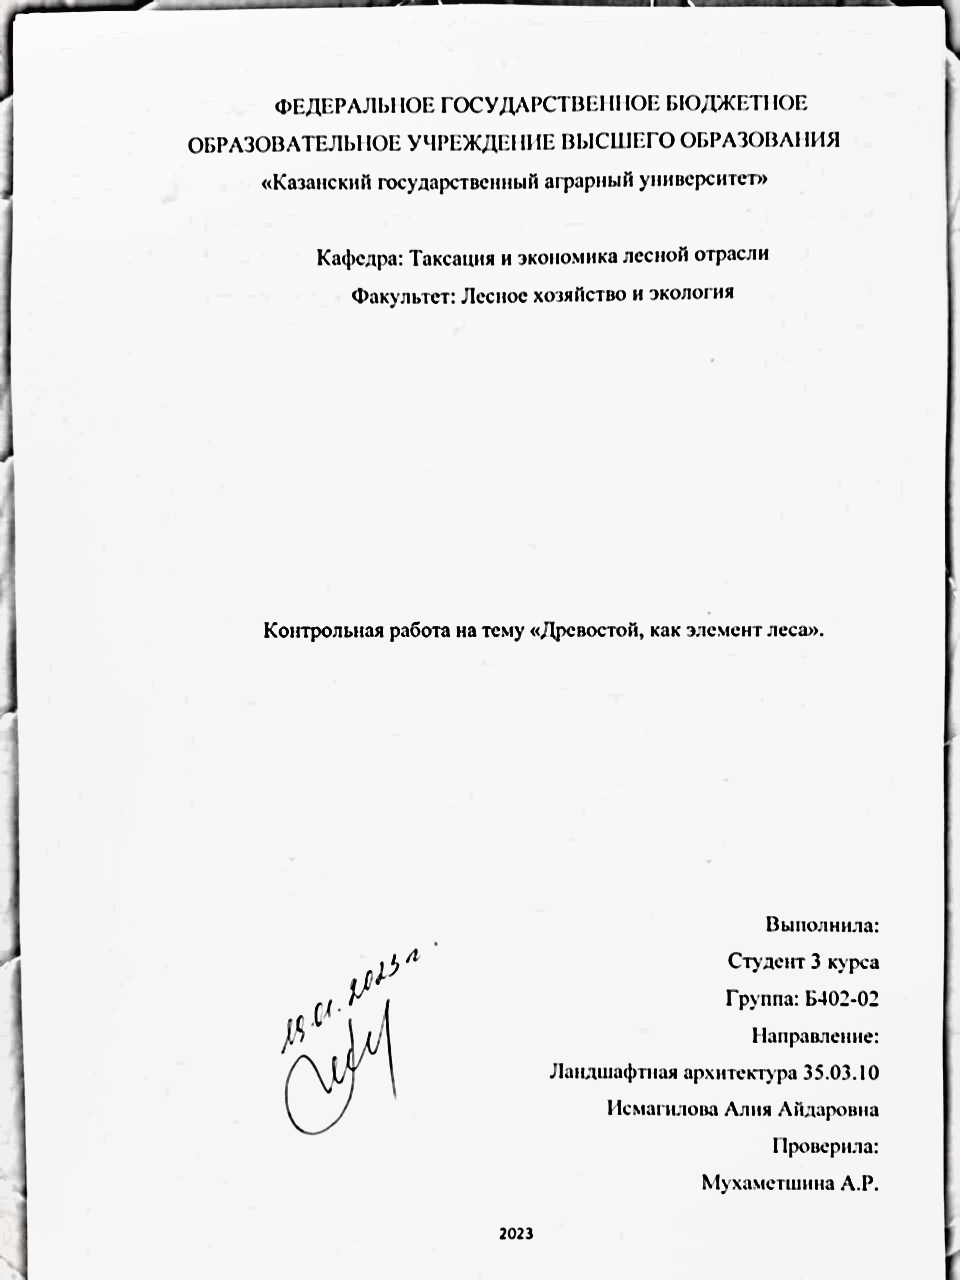 ФЕДЕРАЛЬНОЕ ГОСУДАРСТВЕННОЕ БЮДЖЕТНОЕ
ОБРАЗОВАТЕЛЬНОЕ УЧРЕЖДЕНИЕ ВЫСШЕГО ОБРАЗОВАНИЯ
«Казанский государственный аграрный университет»
Кафедра: Таксация и экономика лесной отрасли
Факультет: Лесное хозяйство и экология
Контрольная работа на тему «Древостой, как элемент леса».
Выполнила:
Студент 3 курса
Группа: Б402-02
Направление:
Ландшафтная архитектура 35.03.10
Исмагилова Алия Айдаровна
Проверила:
Мухаметшина А.Р.
01.2023 г.
2023